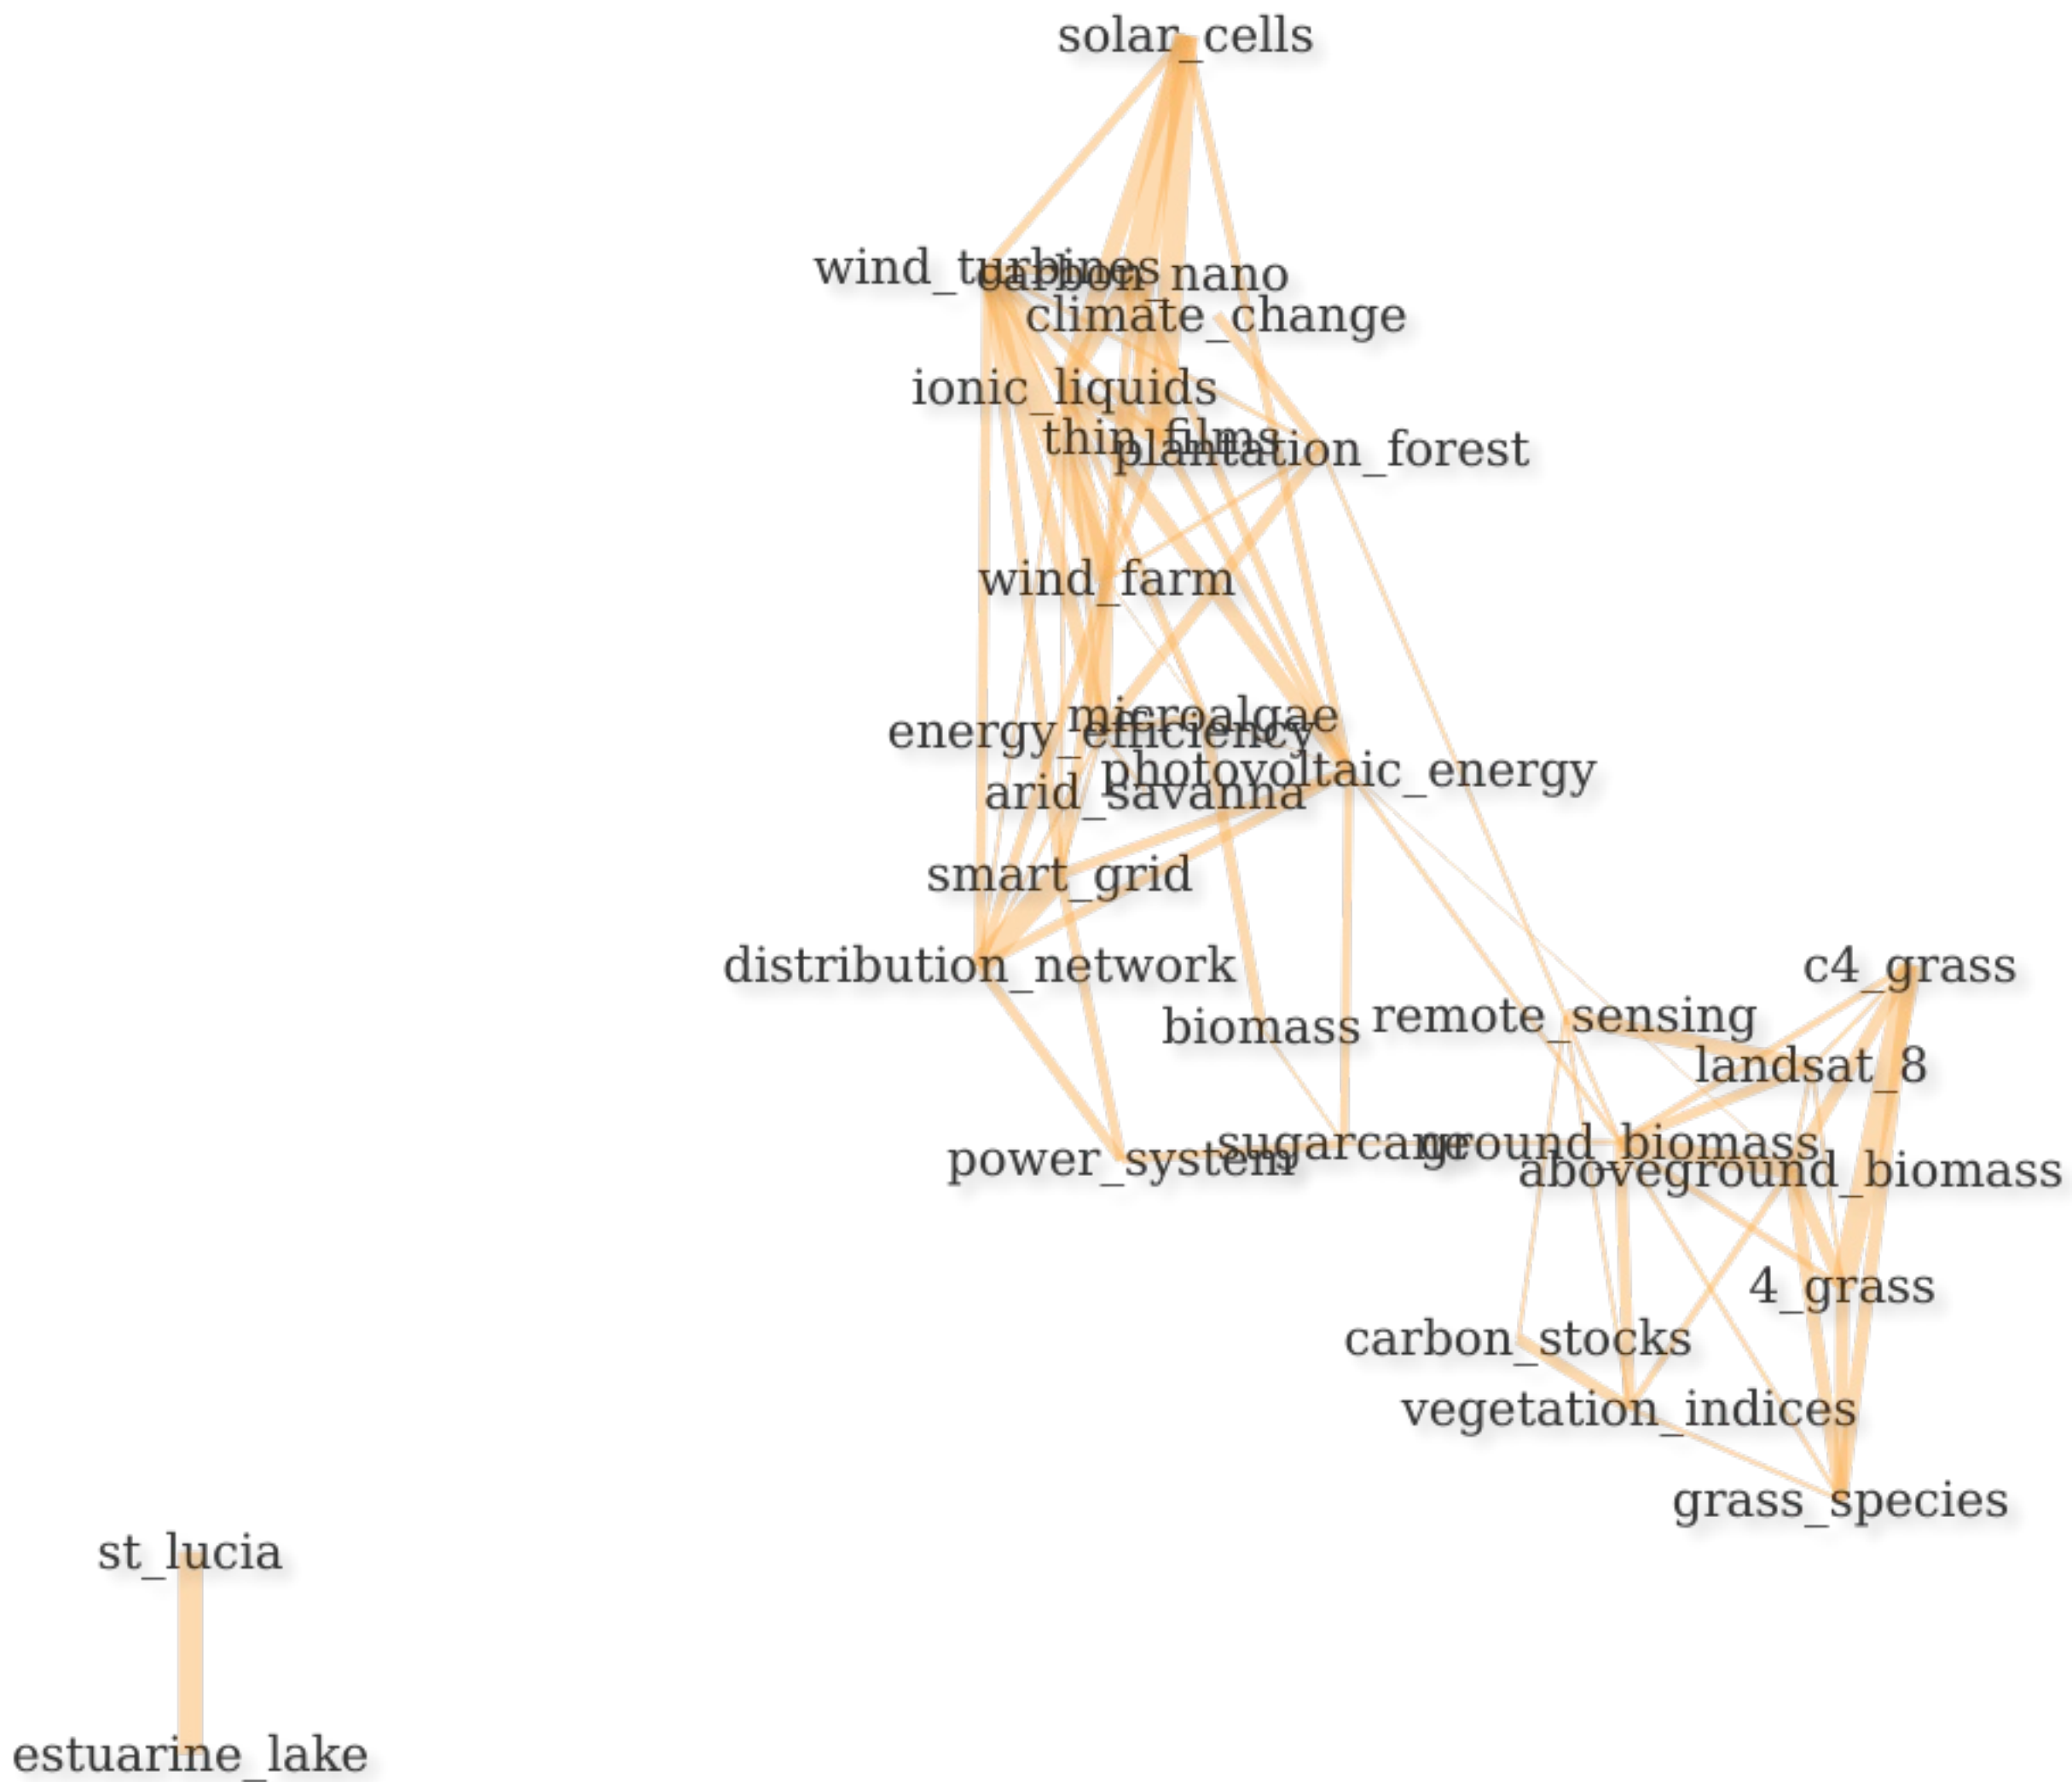 solar_cells
wind_turbines
carbon_nano
climate_change
ionic_liquids
thin_films
plantation_forest
wind_farm
microalgae
energy_efficiency
photovoltaic_energy
arid_savanna
smart_grid
distribution_network
c4_grass
biomass
remote_sensing
landsat_8
power_system
sugarcane
ground_biomass
aboveground_biomass
4_grass
carbon_stocks
vegetation_indices
grass_species
st_lucia
estuarine_lake